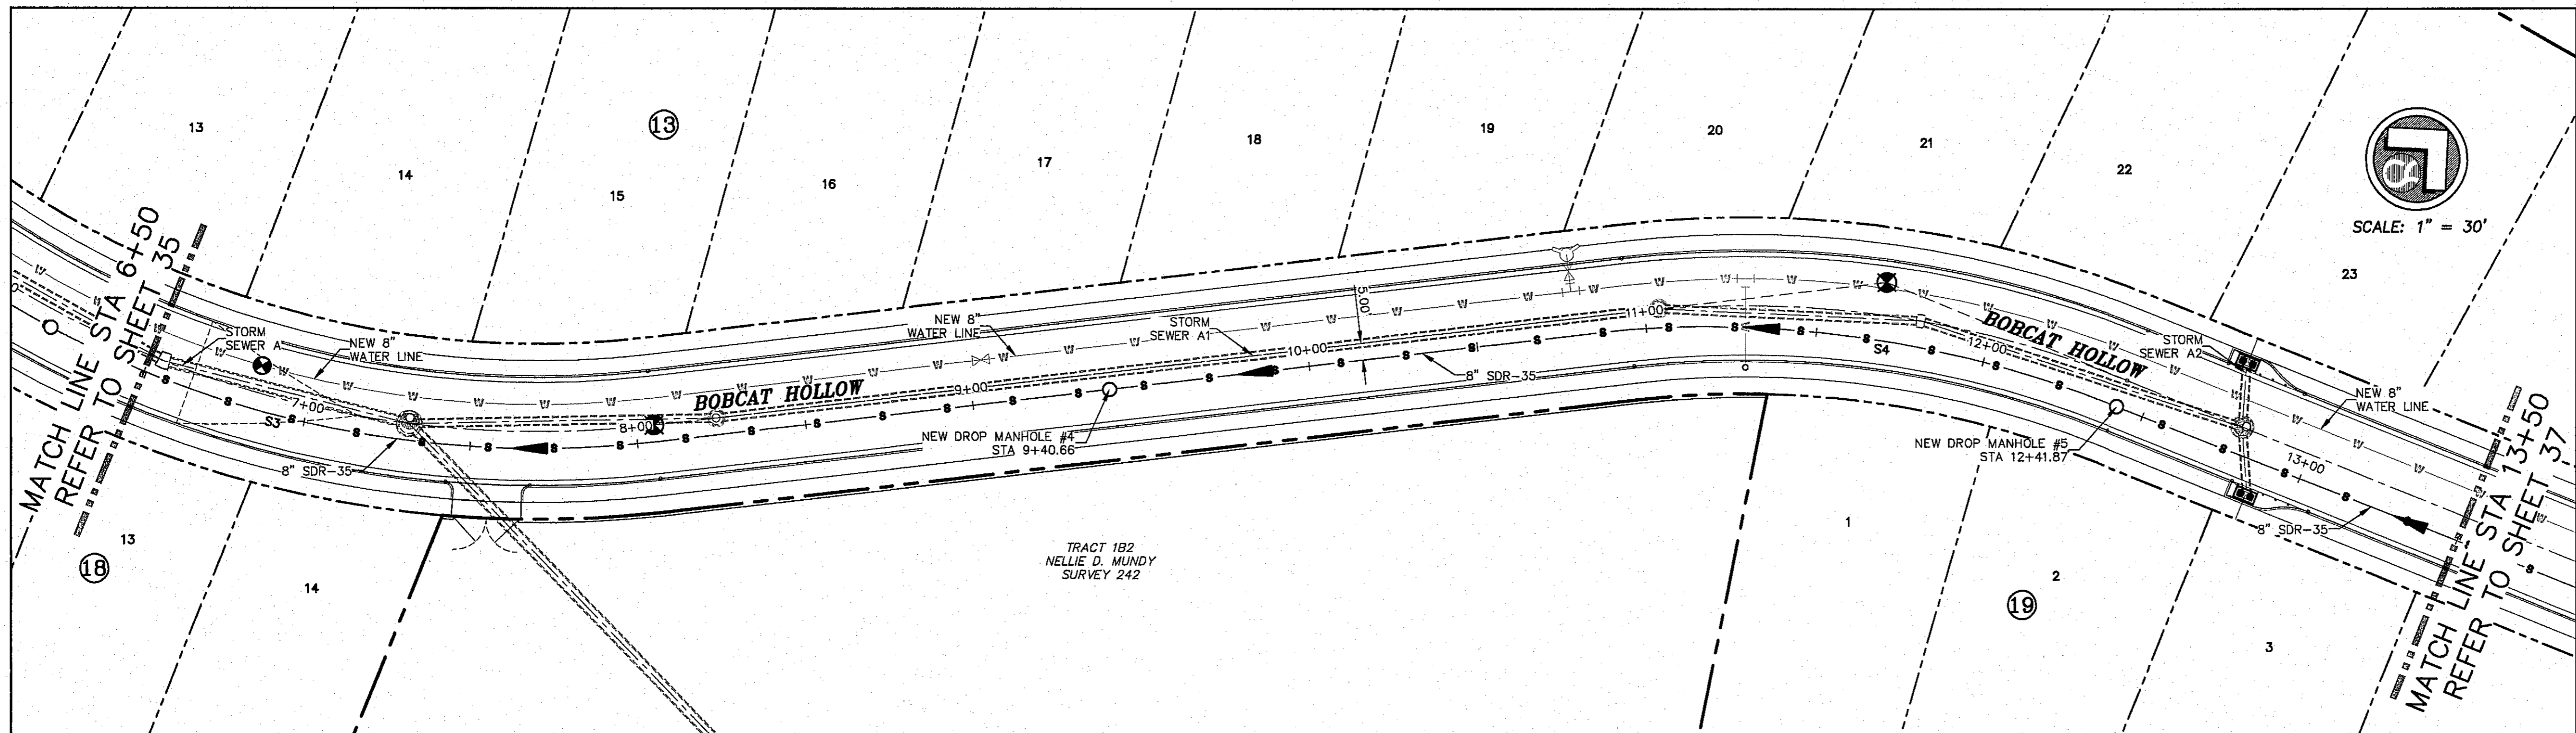 13
14
15
13
16
17
18
19
20
21
22
23
SCALE: 1" = 30'
MATCH LINE STA 6+50
REFER TO SHEET 35
STORM
SEWER A
NEW 8"
WATER LINE
7+00
S3
8" SDR-35
8+00
BOBCAT HOLLOW
9+00
NEW 8"
WATER LINE
STORM
SEWER A1
10+00
5.00'
8" SDR-35
NEW DROP MANHOLE #4
STA 9+40.66
11+00
S4
12+00
BOBCAT HOLLOW
STORM
SEWER A2
NEW 8"
WATER LINE
NEW DROP MANHOLE #5
STA 12+41.87
13+00
8" SDR-35
MATCH LINE STA 13+50
REFER TO SHEET 37
13
18
14
TRACT 1B2
NELLIE D. MUNDY
SURVEY 242
1
2
19
3